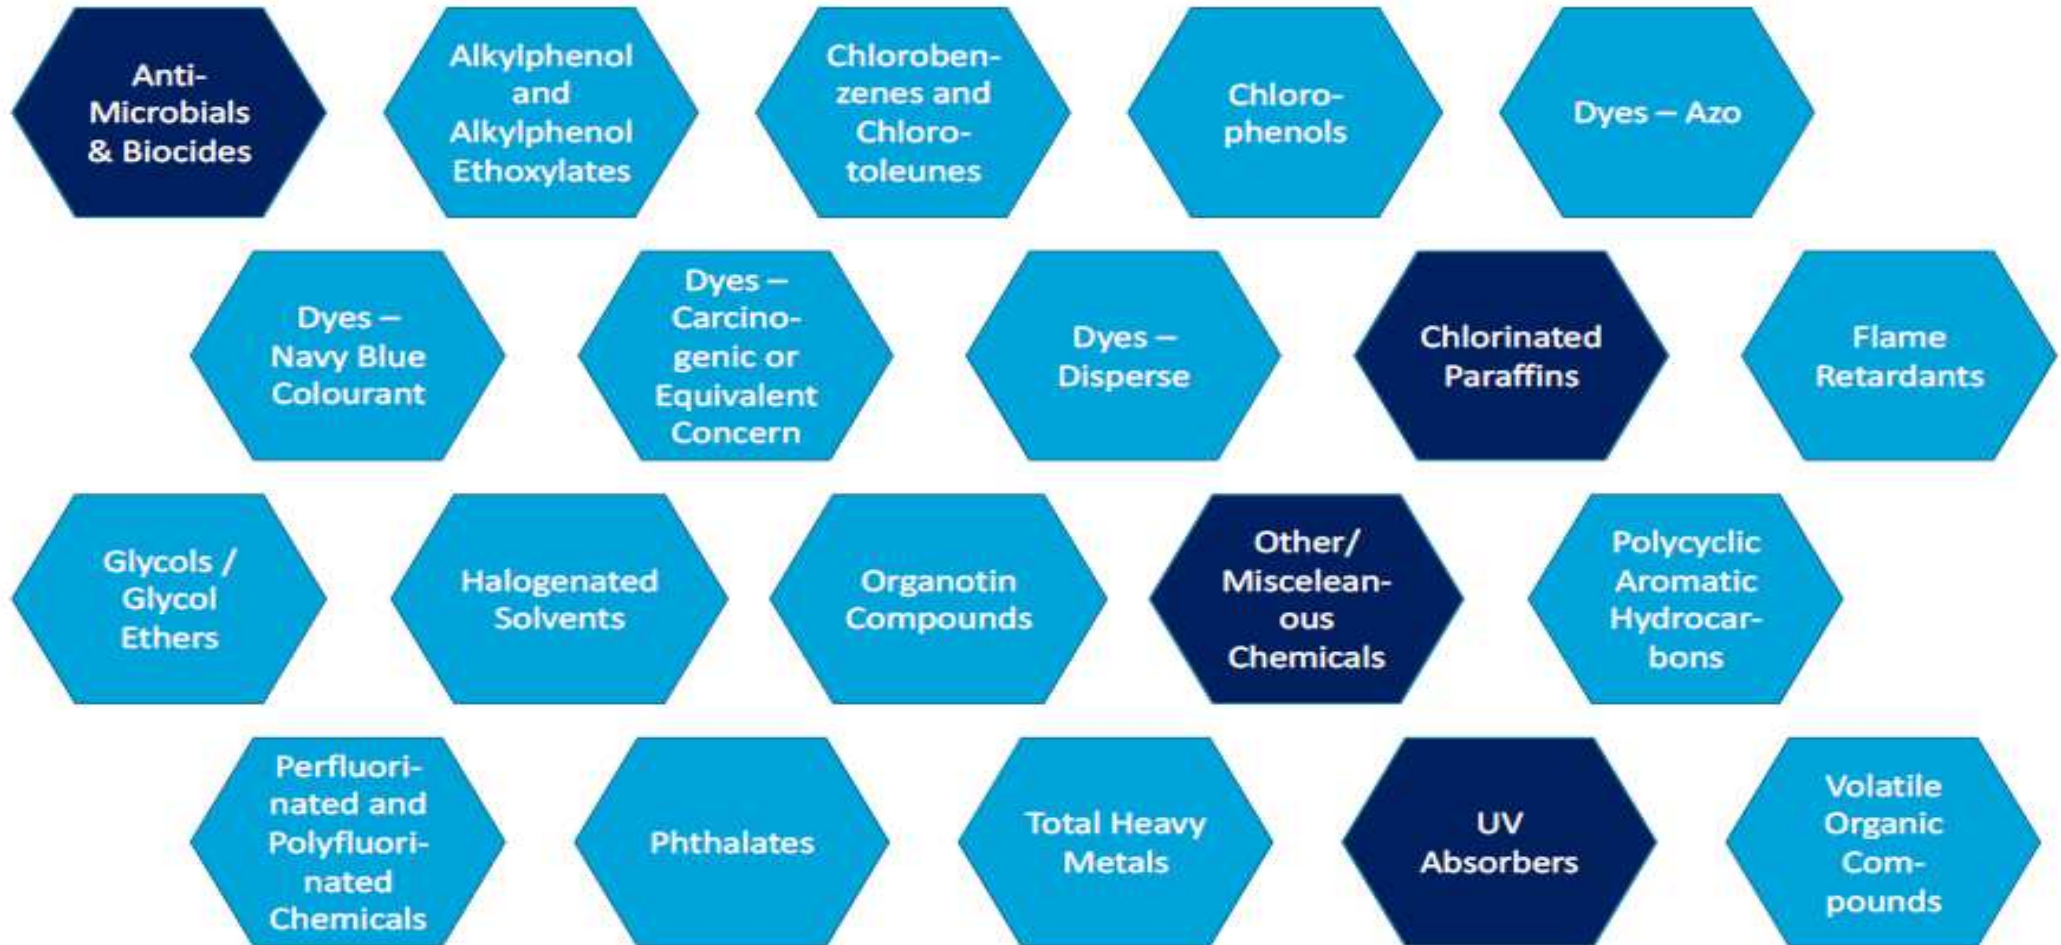 Anti-
Microbials
& Biocides
Alkylphenol
and
Alkylphenol
Ethoxylates
Chloroben-
zenes and
Chloro-
toleunes
Chloro-
phenols
Dyes – Azo
Dyes –
Navy Blue
Colourant
Dyes –
Carcino-
genic or
Equivalent
Concern
Dyes –
Disperse
Chlorinated
Paraffins
Flame
Retardants
Glycols /
Glycol
Ethers
Halogenated
Solvents
Organotin
Compounds
Other/
Miscelean-
ous
Chemicals
Polycyclic
Aromatic
Hydrocar-
bons
Perfluori-
nated and
Polyfluori-
nated
Chemicals
Phthalates
Total Heavy
Metals
UV
Absorbers
Volatile
Organic
Com-
pounds